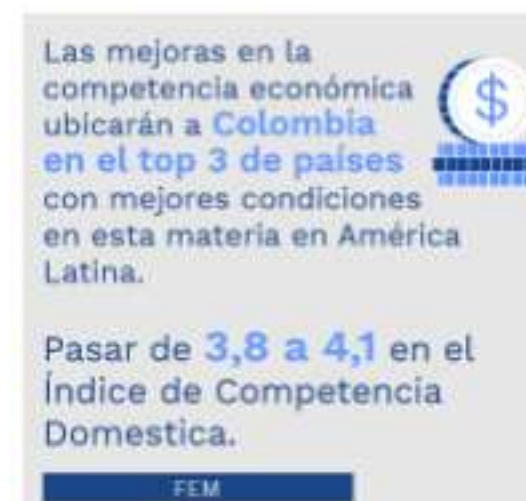 Las mejoras en la
competencia económica
ubicarán a Colombia
en el top 3 de países
con mejores condiciones
en esta materia en América
Latina.
$
Pasar de 3,8 a 4,1 en el
Índice de Competencia
Domestica.
FEM